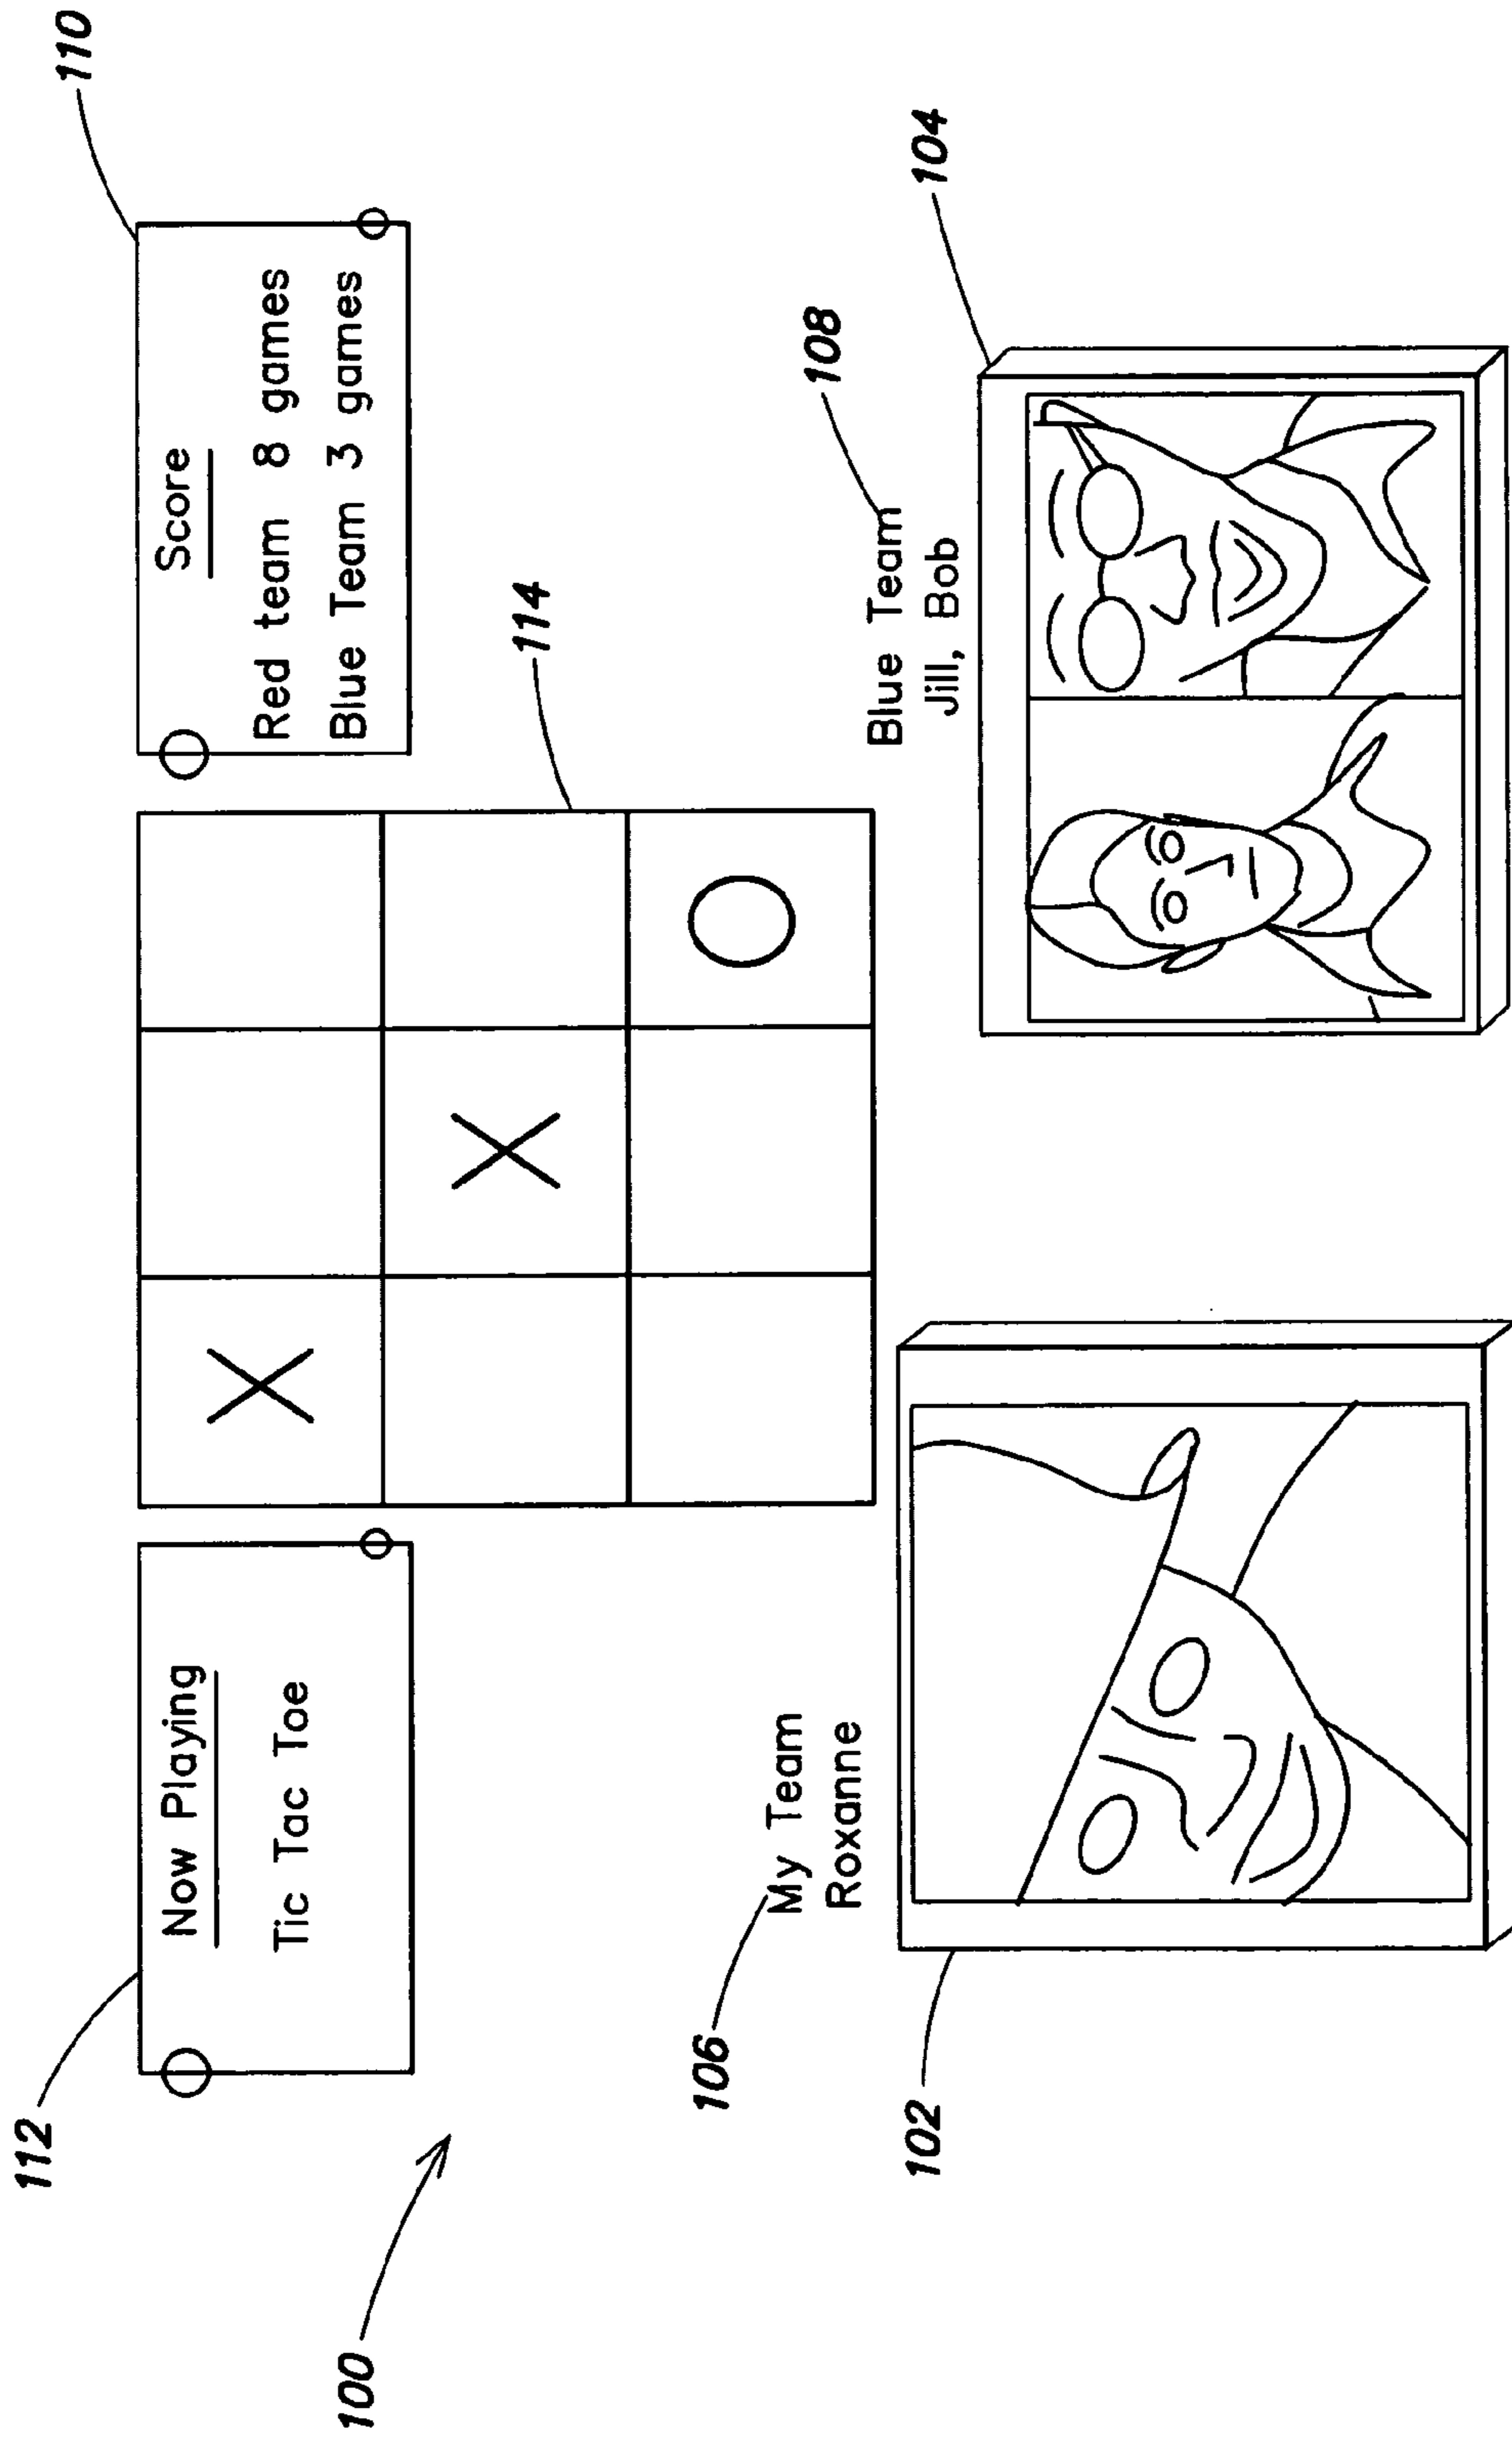 112
Now Playing
Tic Tac Toe
X
X
O
114
110
Score
Red team 8 games
Blue Team 3 games
100
106
My Team
Roxanne
102
108
Blue Team
Jill, Bob
104